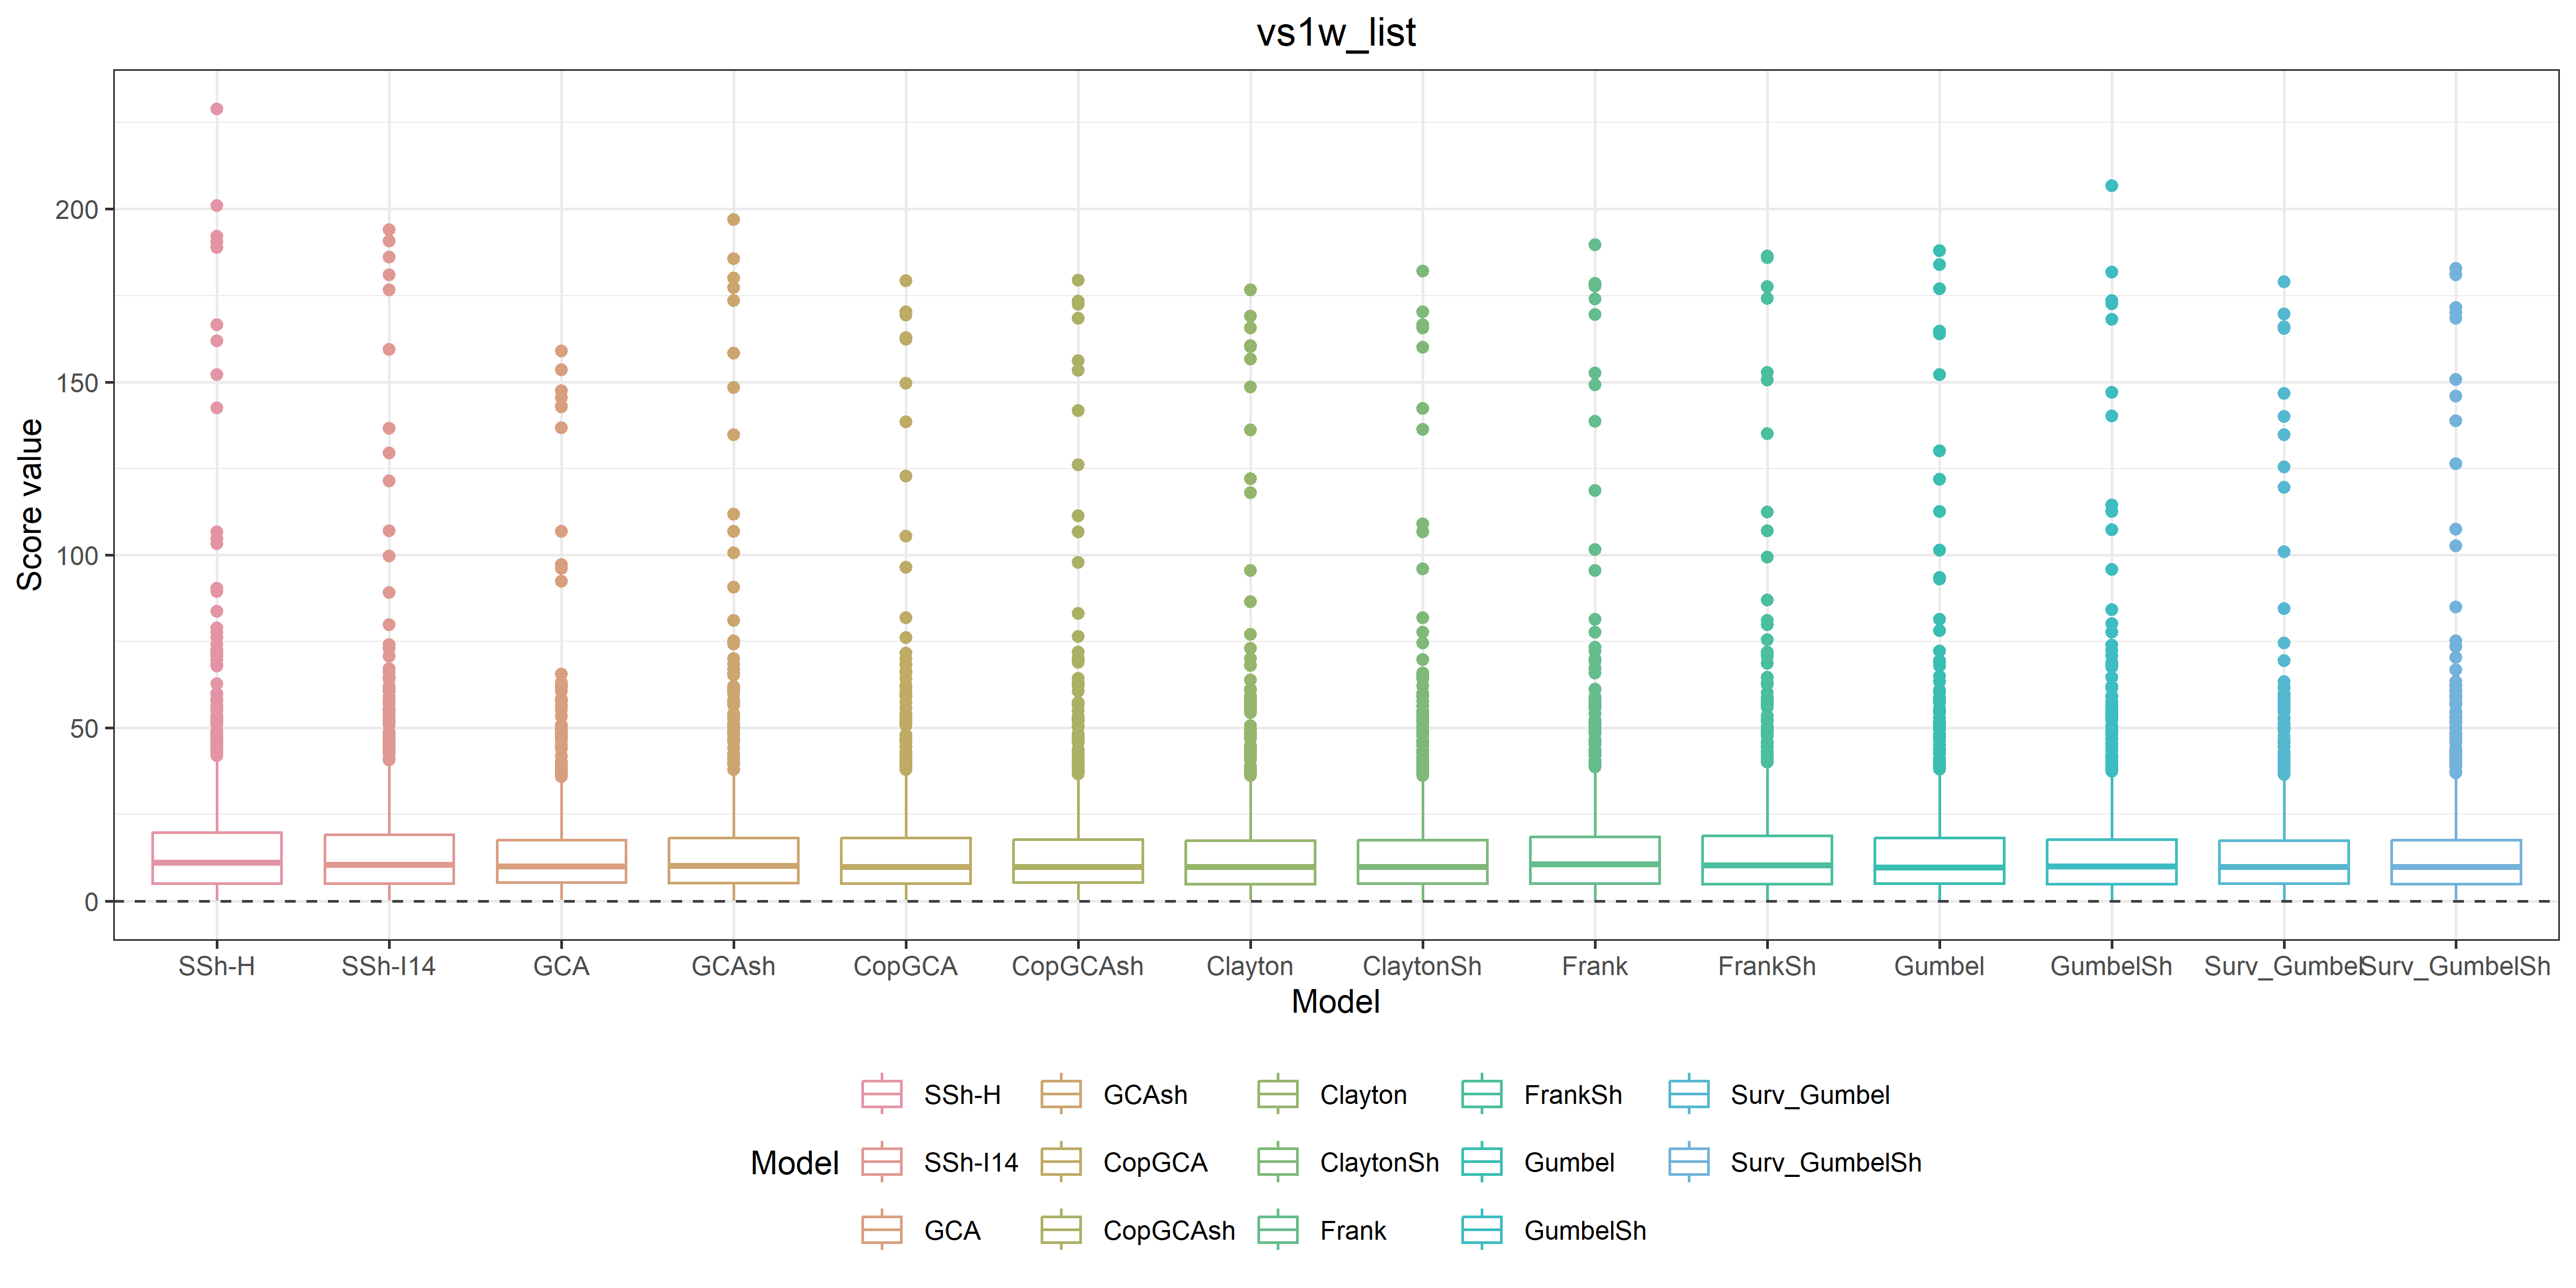 vs1w_list
Score value
200
150
100
50
0
SSh-H SSh-I14 GCA GCAsh CopGCA CopGCAsh Clayton ClaytonSh Frank FrankSh Gumbel GumbelSh Surv_Gumbel Surv_GumbelSh
Model
SSh-H GCAsh Clayton FrankSh Surv_Gumbel
Model SSh-I14 CopGCA ClaytonSh Gumbel Surv_GumbelSh
GCA CopGCAsh Frank GumbelSh